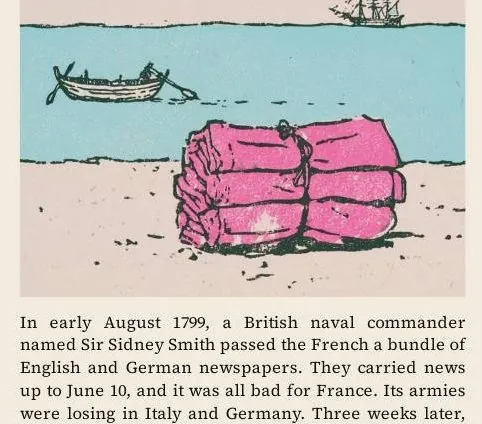 In early August 1799, a British naval commander
named Sir Sidney Smith passed the French a bundle of
English and German newspapers. They carried news
up to June 10, and it was all bad for France. Its armies
were losing in Italy and Germany. Three weeks later,